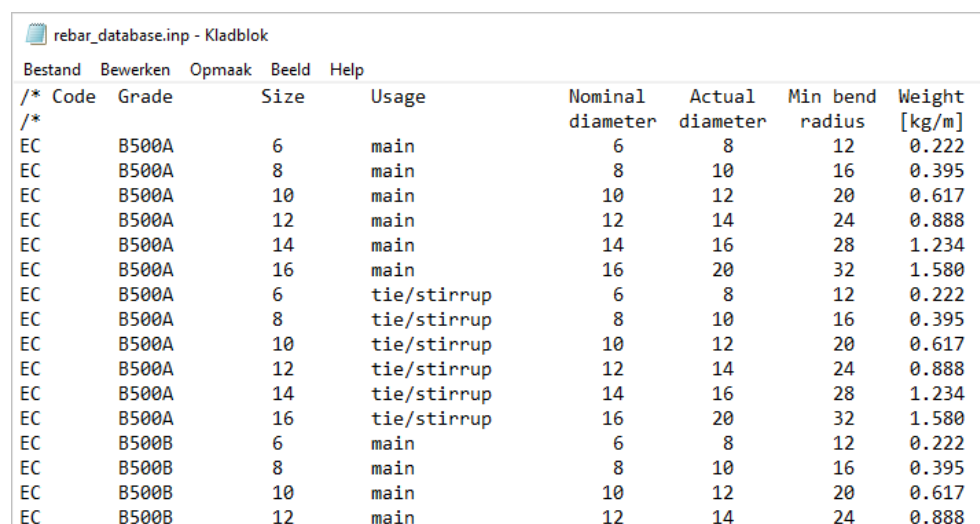 rebar_database.inp - Kladblok
Bestand Bewerken Opmaak Beeld Help
/* Code Grade Size Usage Nominal Actual Min bend Weight
/* diameter diameter radius [kg/m]
EC B500A 6 main 6 8 12 0.222
EC B500A 8 main 8 10 16 0.395
EC B500A 10 main 10 12 20 0.617
EC B500A 12 main 12 14 24 0.888
EC B500A 14 main 14 16 28 1.234
EC B500A 16 main 16 20 32 1.580
EC B500A 6 tie/stirrup 6 8 12 0.222
EC B500A 8 tie/stirrup 8 10 16 0.395
EC B500A 10 tie/stirrup 10 12 20 0.617
EC B500A 12 tie/stirrup 12 14 24 0.888
EC B500A 14 tie/stirrup 14 16 28 1.234
EC B500A 16 tie/stirrup 16 20 32 1.580
EC B500B 6 main 6 8 12 0.222
EC B500B 8 main 8 10 16 0.395
EC B500B 10 main 10 12 20 0.617
EC B500B 12 main 12 14 24 0.888